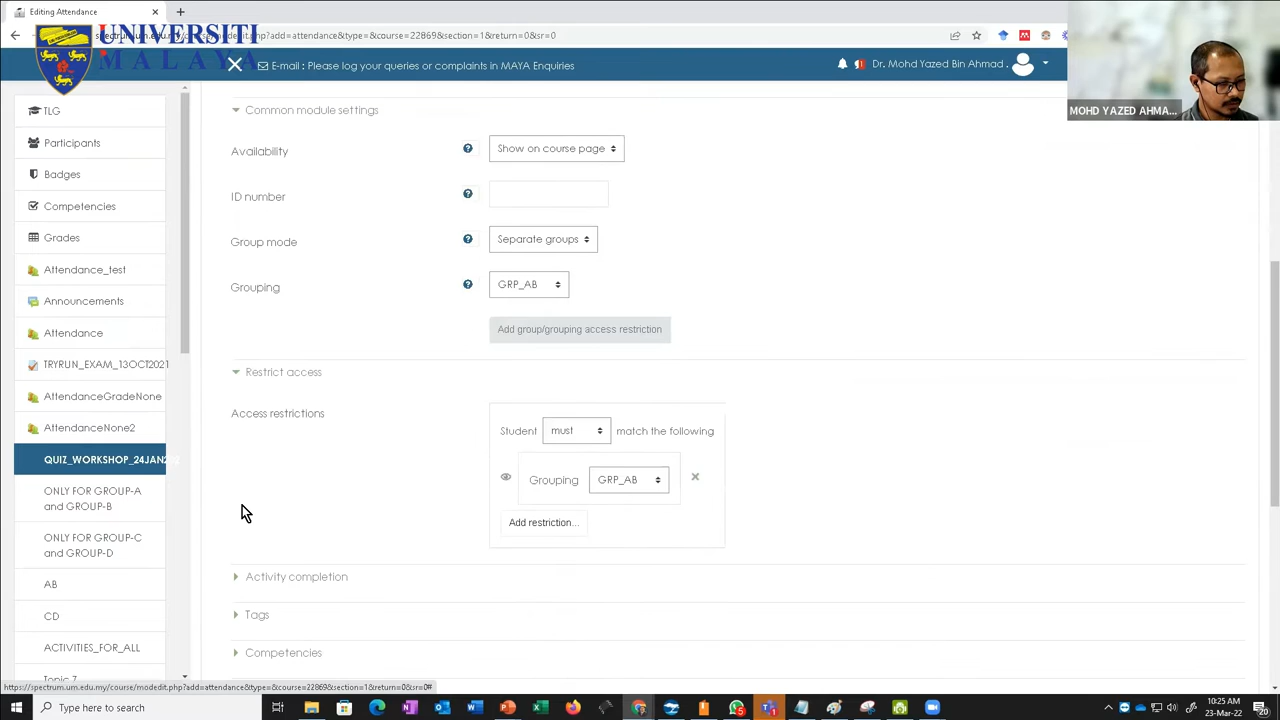 Editing Attendance
UNIVERSITI
MALAYA
spectrum.um.edu.my/course/modedit.php?add=attendance&type=&course=22869&section=1&return=0&sr=0
E-mail : Please log your queries or complaints in MAYA Enquiries
Dr. Mohd Yazed Bin Ahmad .
MOHD YAZED AHMA...
TLG
Participants
Badges
Competencies
Grades
Attendance_test
Announcements
Attendance
TRYRUN_EXAM_13OCT2021
AttendanceGradeNone
AttendanceNone2
QUIZ_WORKSHOP_24JAN2
ONLY FOR GROUP-A
and GROUP-B
ONLY FOR GROUP-C
and GROUP-D
AB
CD
ACTIVITIES_FOR_ALL
Topic 7
Common module settings
Availability
Show on course page
ID number
Group mode
Separate groups
Grouping
GRP_AB
Add group/grouping access restriction
Restrict access
Access restrictions
Student must match the following
Grouping GRP_AB
Add restriction...
Activity completion
Tags
Competencies
https://spectrum.um.edu.my/course/modedit.php?add=attendance&type=&course=22869&section=1&return=0&sr=0#
Type here to search
10:25 AM
23-Mar-22
20